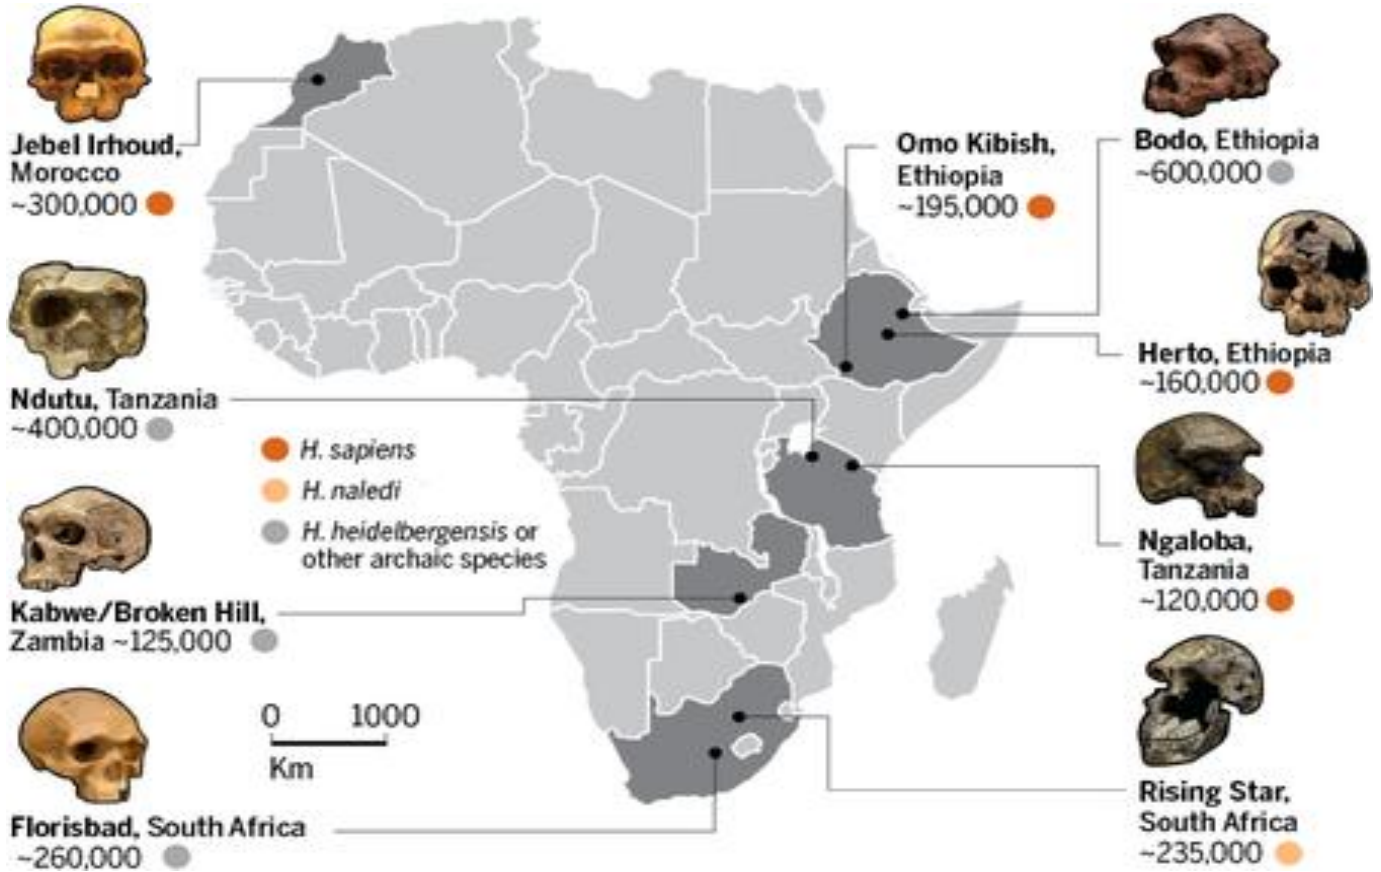 Jebel Irhoud,
Morocco
~300,000
Ndutu, Tanzania
~400,000
Kabwe/Broken Hill,
Zambia ~125,000
Florisbad, South Africa
~260,000
H. sapiens
H. naledi
H. heidelbergensis or
other archaic species
0 1000
Km
Omo Kibish,
Ethiopia
~195,000
Bodo, Ethiopia
~600,000
Herto, Ethiopia
~160,000
Ngaloba,
Tanzania
~120,000
Rising Star,
South Africa
~235,000